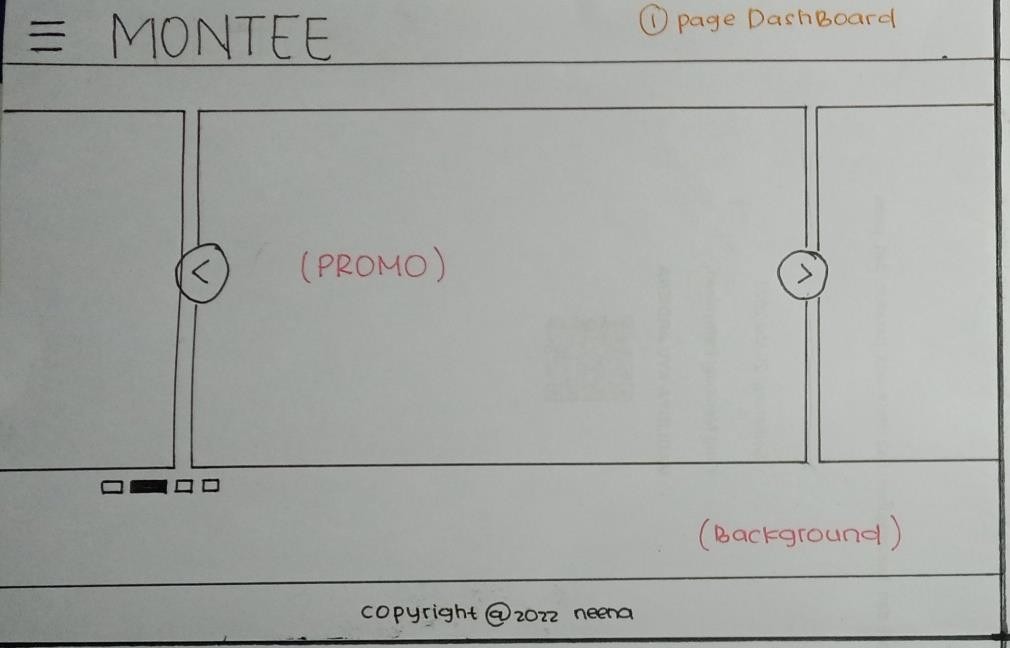 MONTEE
① page DashBoard
<
(PROMO)
>
(Background)
copyright @2022 neena